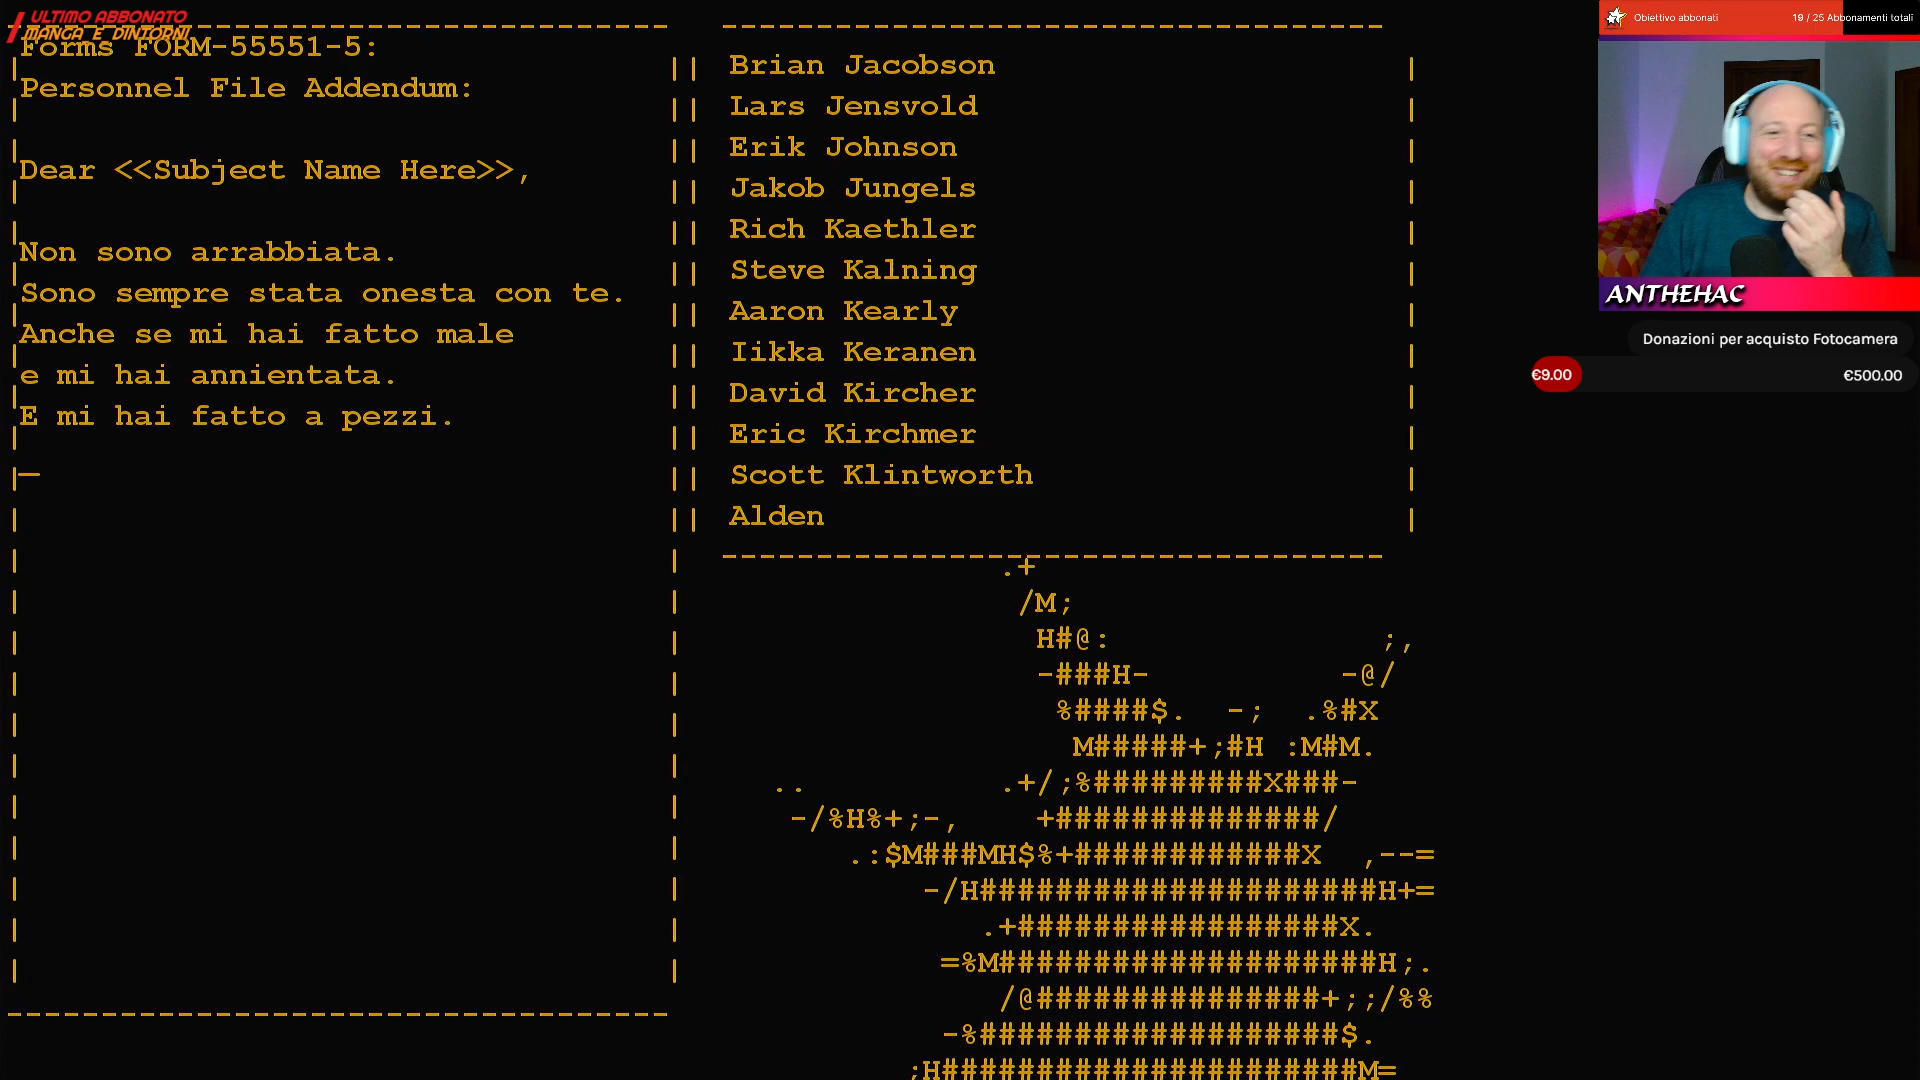 ULTIMO ABBONATO
MANGA_E_DINTORNI
Forms FORM-55551-5:
Personnel File Addendum:
Dear <<Subject Name Here>>,
Non sono arrabbiata.
Sono sempre stata onesta con te.
Anche se mi hai fatto male
e mi hai annientata.
E mi hai fatto a pezzi.
Brian Jacobson
Lars Jensvold
Erik Johnson
Jakob Jungels
Rich Kaethler
Steve Kalning
Aaron Kearly
Iikka Keranen
David Kircher
Eric Kirchmer
Scott Klintworth
Alden
.+
/M;
H#@: ;,
-###H- -@/
%####$. -; .%#X
M#####+;#H :M#M.
.. .+/;%#########X###-
-/%H%+;-, +##############/
.:$M###MH$%+############X ,--=
-/H#####################H+=
.+#################X.
=%M####################H;.
/@###############+;;/%%
-%###################$.
;H######################M=
Obiettivo abbonati
19 / 25 Abbonamenti totali
ANTHEHAC
Donazioni per acquisto Fotocamera
€9.00 €500.00